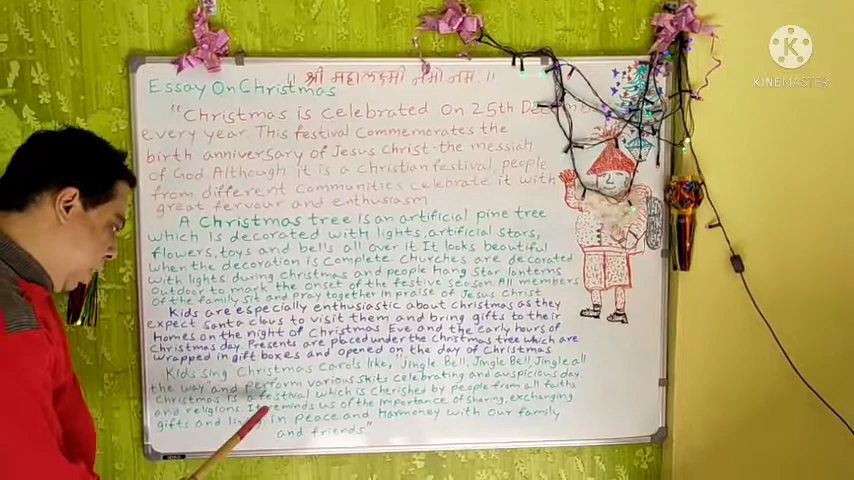 ॥ श्री महालक्ष्मी नमो नमः ॥
Essay On Christmas
"Christmas is celebrated On 25th Dec
every year This festival Commemorates the
birth anniversary of Jesus Christ-the messiah
of God Although it is a Christian festival, people
from different Communities celebrate it with
great fervour and enthusiasm
A Christmas tree is an artificial pine tree
which is decorated with lights, artificial stars,
flowers, toys and bells all over it It looks beautiful
when the decoration is Complete Churches are decorated
with lights during Christmas and people Hang Star lanterns
Outdoor to mark the onset of the festive season All members
of the family sit and pray together in praise of Jesus Christ
Kids are especially enthusiastic about Christmas as they
expect Santa Claus to visit them and bring gifts to their
Homes on the night of Christmas Eve and the early hours of
Christmas day Presents are placed under the Christmas tree which are
wrapped in gift boxes and opened on the day of Christmas
Kids sing Christmas Carols like, "Jingle Bell, Jingle Bell, Jingle all
the way" and perform various skits celebrating and auspicious day
Christmas is a festival which is cherished by people from all faiths
and religions. It reminds us of the importance of sharing, exchanging
gifts and in peace and Harmoney with our family
and friends"
K
KINEMASTER